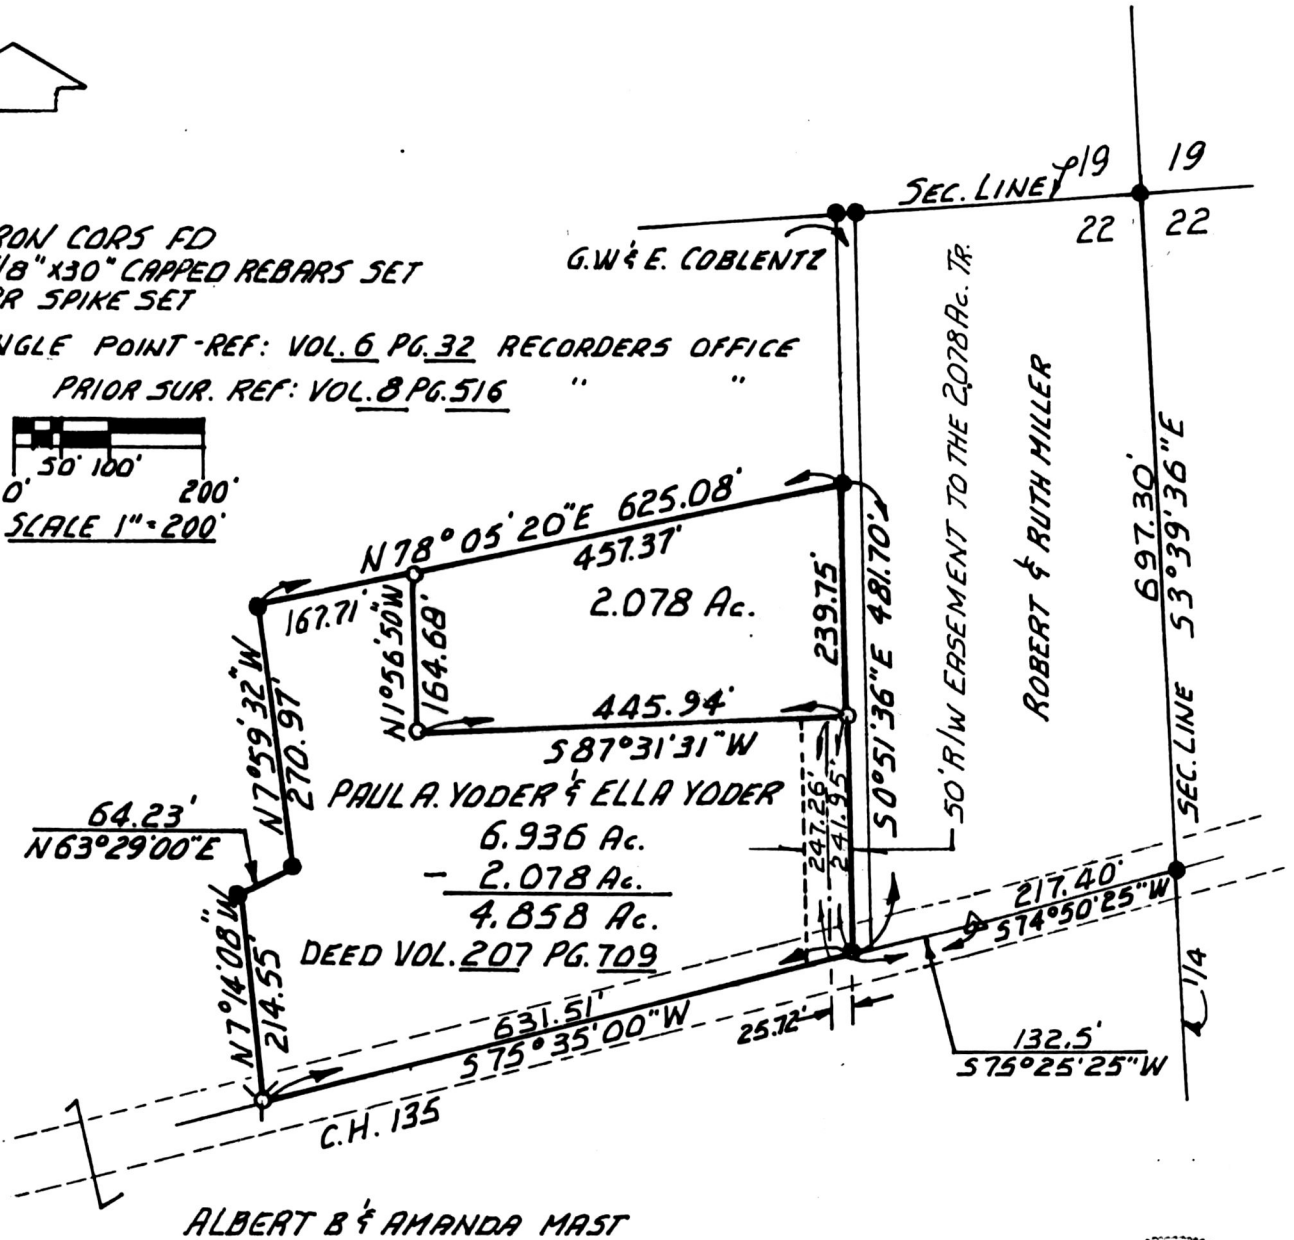 SEC. LINE 19 19
22 22
RON CORS FD
/8"X30" CAPPED REBARS SET
RR SPIKE SET
NGLE POINT-REF: VOL. 6 PG. 32 RECORDERS OFFICE
PRIOR SUR. REF: VOL. 8 PG. 516 " "
G.W & E. COBLENTZ
0' 50' 100' 200'
SCALE 1"=200'
N 78° 05' 20"E 625.08'
457.37'
167.71'
2.078 Ac.
N1°56'50"W
164.68'
239.75'
S0°51'36"E 481.70'
50' R/W EASEMENT TO THE 2.078 Ac. TR.
ROBERT & RUTH MILLER
697.30'
SEC. LINE S3°39'36"E
445.94'
S87°31'31"W
N7°59'32"W
270.97'
PAUL A. YODER & ELLA YODER
6.936 Ac.
- 2.078 Ac.
4.858 Ac.
DEED VOL. 207 PG. 709
64.23'
N63°29'00"E
247.26'
241.95'
N7°14'08"W
214.55'
631.51'
S75°35'00"W
25.72'
217.40'
S74°50'25"W
132.5'
S75°25'25"W
1/4
C.H. 135
ALBERT B & AMANDA MAST